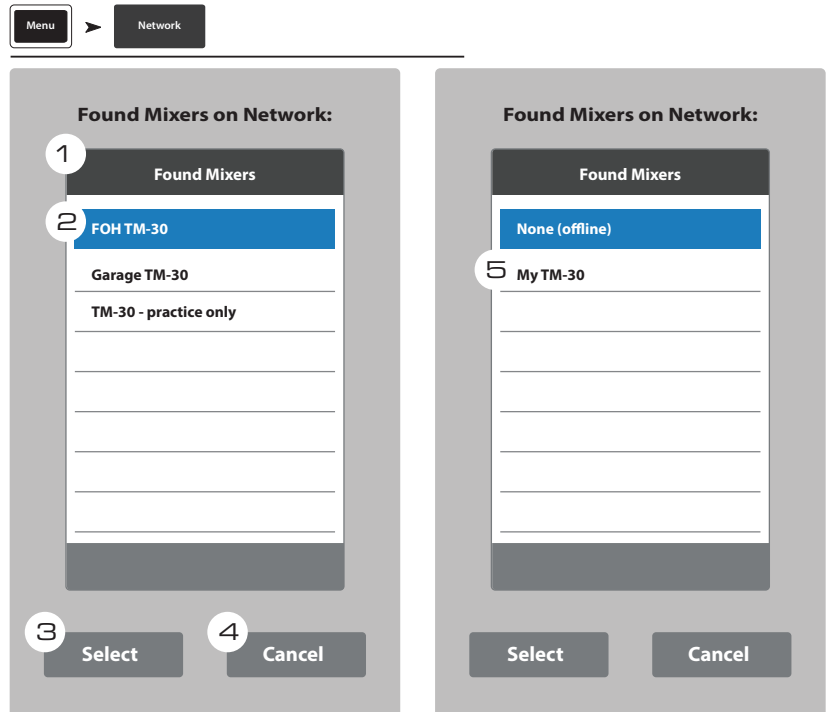 Menu ➤ Network
Found Mixers on Network:
1
Found Mixers
2
FOH TM-30
Garage TM-30
TM-30 - practice only
3
Select
4
Cancel
Found Mixers on Network:
Found Mixers
None (offline)
5
My TM-30
Select
Cancel